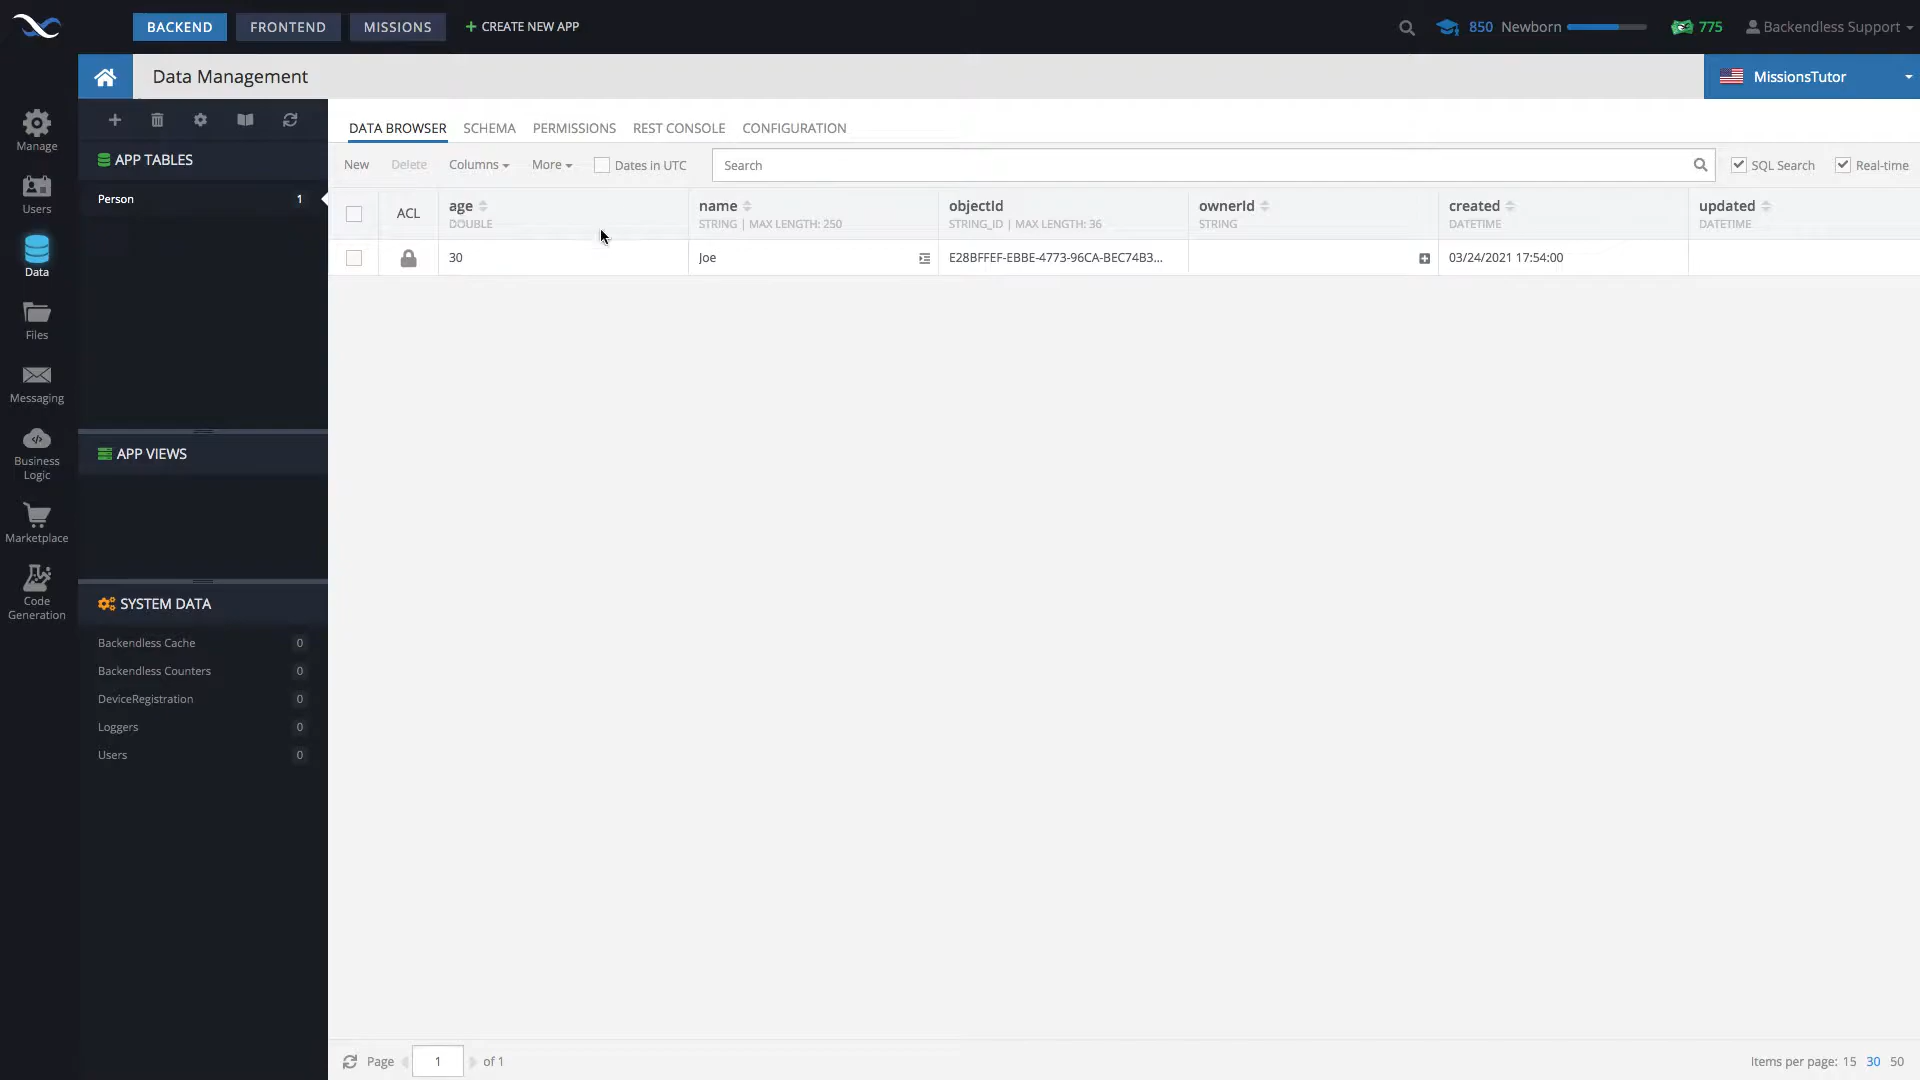 BACKEND FRONTEND MISSIONS + CREATE NEW APP 850 Newborn 775 Backendless Support
Data Management MissionsTutor
Manage
Users
Data
Files
Messaging
Business
Logic
Marketplace
Code
Generation
APP TABLES
Person 1
APP VIEWS
SYSTEM DATA
Backendless Cache 0
Backendless Counters 0
DeviceRegistration 0
Loggers 0
Users 0
DATA BROWSER SCHEMA PERMISSIONS REST CONSOLE CONFIGURATION
New Delete Columns More Dates in UTC Search SQL Search Real-time
ACL age name objectId ownerId created updated
DOUBLE STRING | MAX LENGTH: 250 STRING_ID | MAX LENGTH: 36 STRING DATETIME DATETIME
30 Joe E28BFFEF-EBBE-4773-96CA-BEC74B3... 03/24/2021 17:54:00
Page 1 of 1 Items per page: 15 30 50